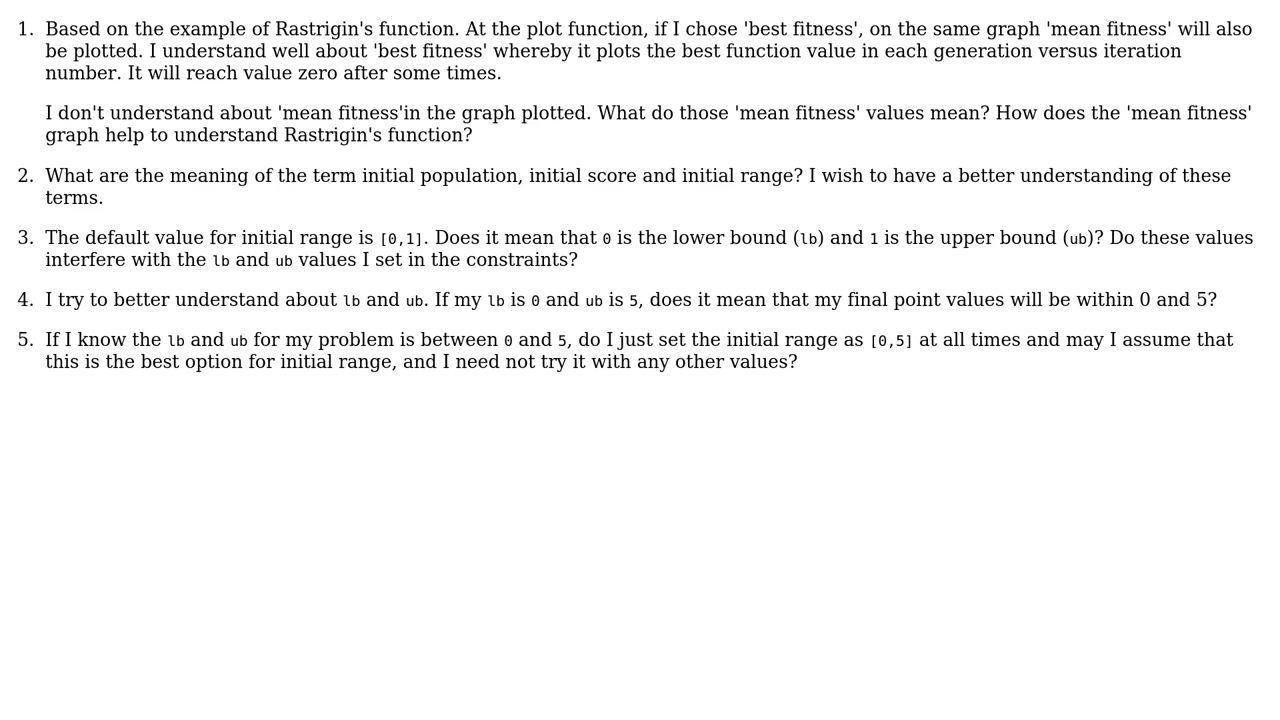 1. Based on the example of Rastrigin's function. At the plot function, if I chose 'best fitness', on the same graph 'mean fitness' will also
be plotted. I understand well about 'best fitness' whereby it plots the best function value in each generation versus iteration
number. It will reach value zero after some times.
I don't understand about 'mean fitness'in the graph plotted. What do those 'mean fitness' values mean? How does the 'mean fitness'
graph help to understand Rastrigin's function?
2. What are the meaning of the term initial population, initial score and initial range? I wish to have a better understanding of these
terms.
3. The default value for initial range is [0,1]. Does it mean that 0 is the lower bound (lb) and 1 is the upper bound (ub)? Do these values
interfere with the lb and ub values I set in the constraints?
4. I try to better understand about lb and ub. If my lb is 0 and ub is 5, does it mean that my final point values will be within 0 and 5?
5. If I know the lb and ub for my problem is between 0 and 5, do I just set the initial range as [0,5] at all times and may I assume that
this is the best option for initial range, and I need not try it with any other values?